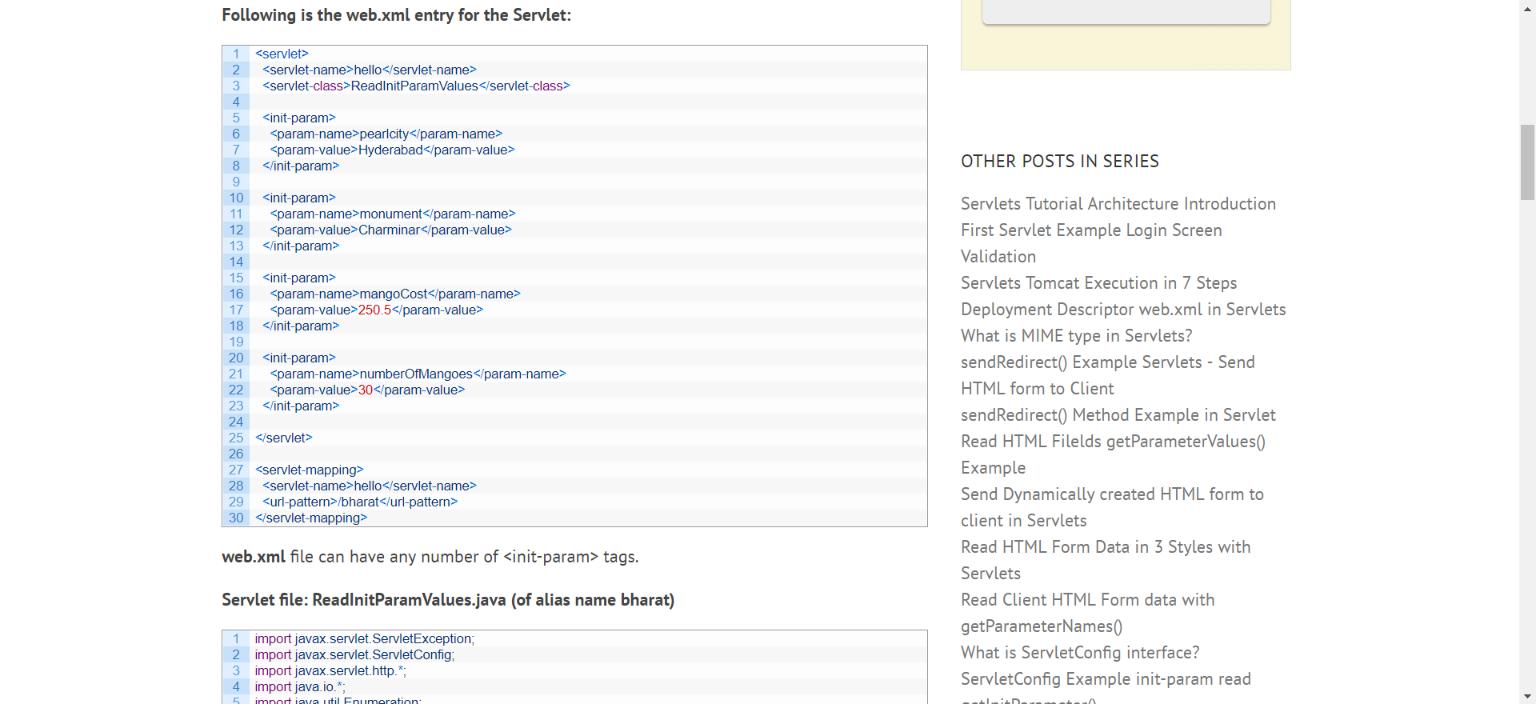 Following is the web.xml entry for the Servlet:
1 <servlet>
2 <servlet-name>hello</servlet-name>
3 <servlet-class>ReadInitParamValues</servlet-class>
4
5 <init-param>
6 <param-name>pearlcity</param-name>
7 <param-value>Hyderabad</param-value>
8 </init-param>
9
10 <init-param>
11 <param-name>monument</param-name>
12 <param-value>Charminar</param-value>
13 </init-param>
14
15 <init-param>
16 <param-name>mangoCost</param-name>
17 <param-value>250.5</param-value>
18 </init-param>
19
20 <init-param>
21 <param-name>numberOfMangoes</param-name>
22 <param-value>30</param-value>
23 </init-param>
24
25 </servlet>
26
27 <servlet-mapping>
28 <servlet-name>hello</servlet-name>
29 <url-pattern>/bharat</url-pattern>
30 </servlet-mapping>
web.xml file can have any number of <init-param> tags.
Servlet file: ReadInitParamValues.java (of alias name bharat)
1 import javax.servlet.ServletException;
2 import javax.servlet.ServletConfig;
3 import javax.servlet.http.*;
4 import java.io.*;
5 import java.util.Enumeration;
OTHER POSTS IN SERIES
Servlets Tutorial Architecture Introduction
First Servlet Example Login Screen
Validation
Servlets Tomcat Execution in 7 Steps
Deployment Descriptor web.xml in Servlets
What is MIME type in Servlets?
sendRedirect() Example Servlets - Send
HTML form to Client
sendRedirect() Method Example in Servlet
Read HTML Filelds getParameterValues()
Example
Send Dynamically created HTML form to
client in Servlets
Read HTML Form Data in 3 Styles with
Servlets
Read Client HTML Form data with
getParameterNames()
What is ServletConfig interface?
ServletConfig Example init-param read
getInitParameter()